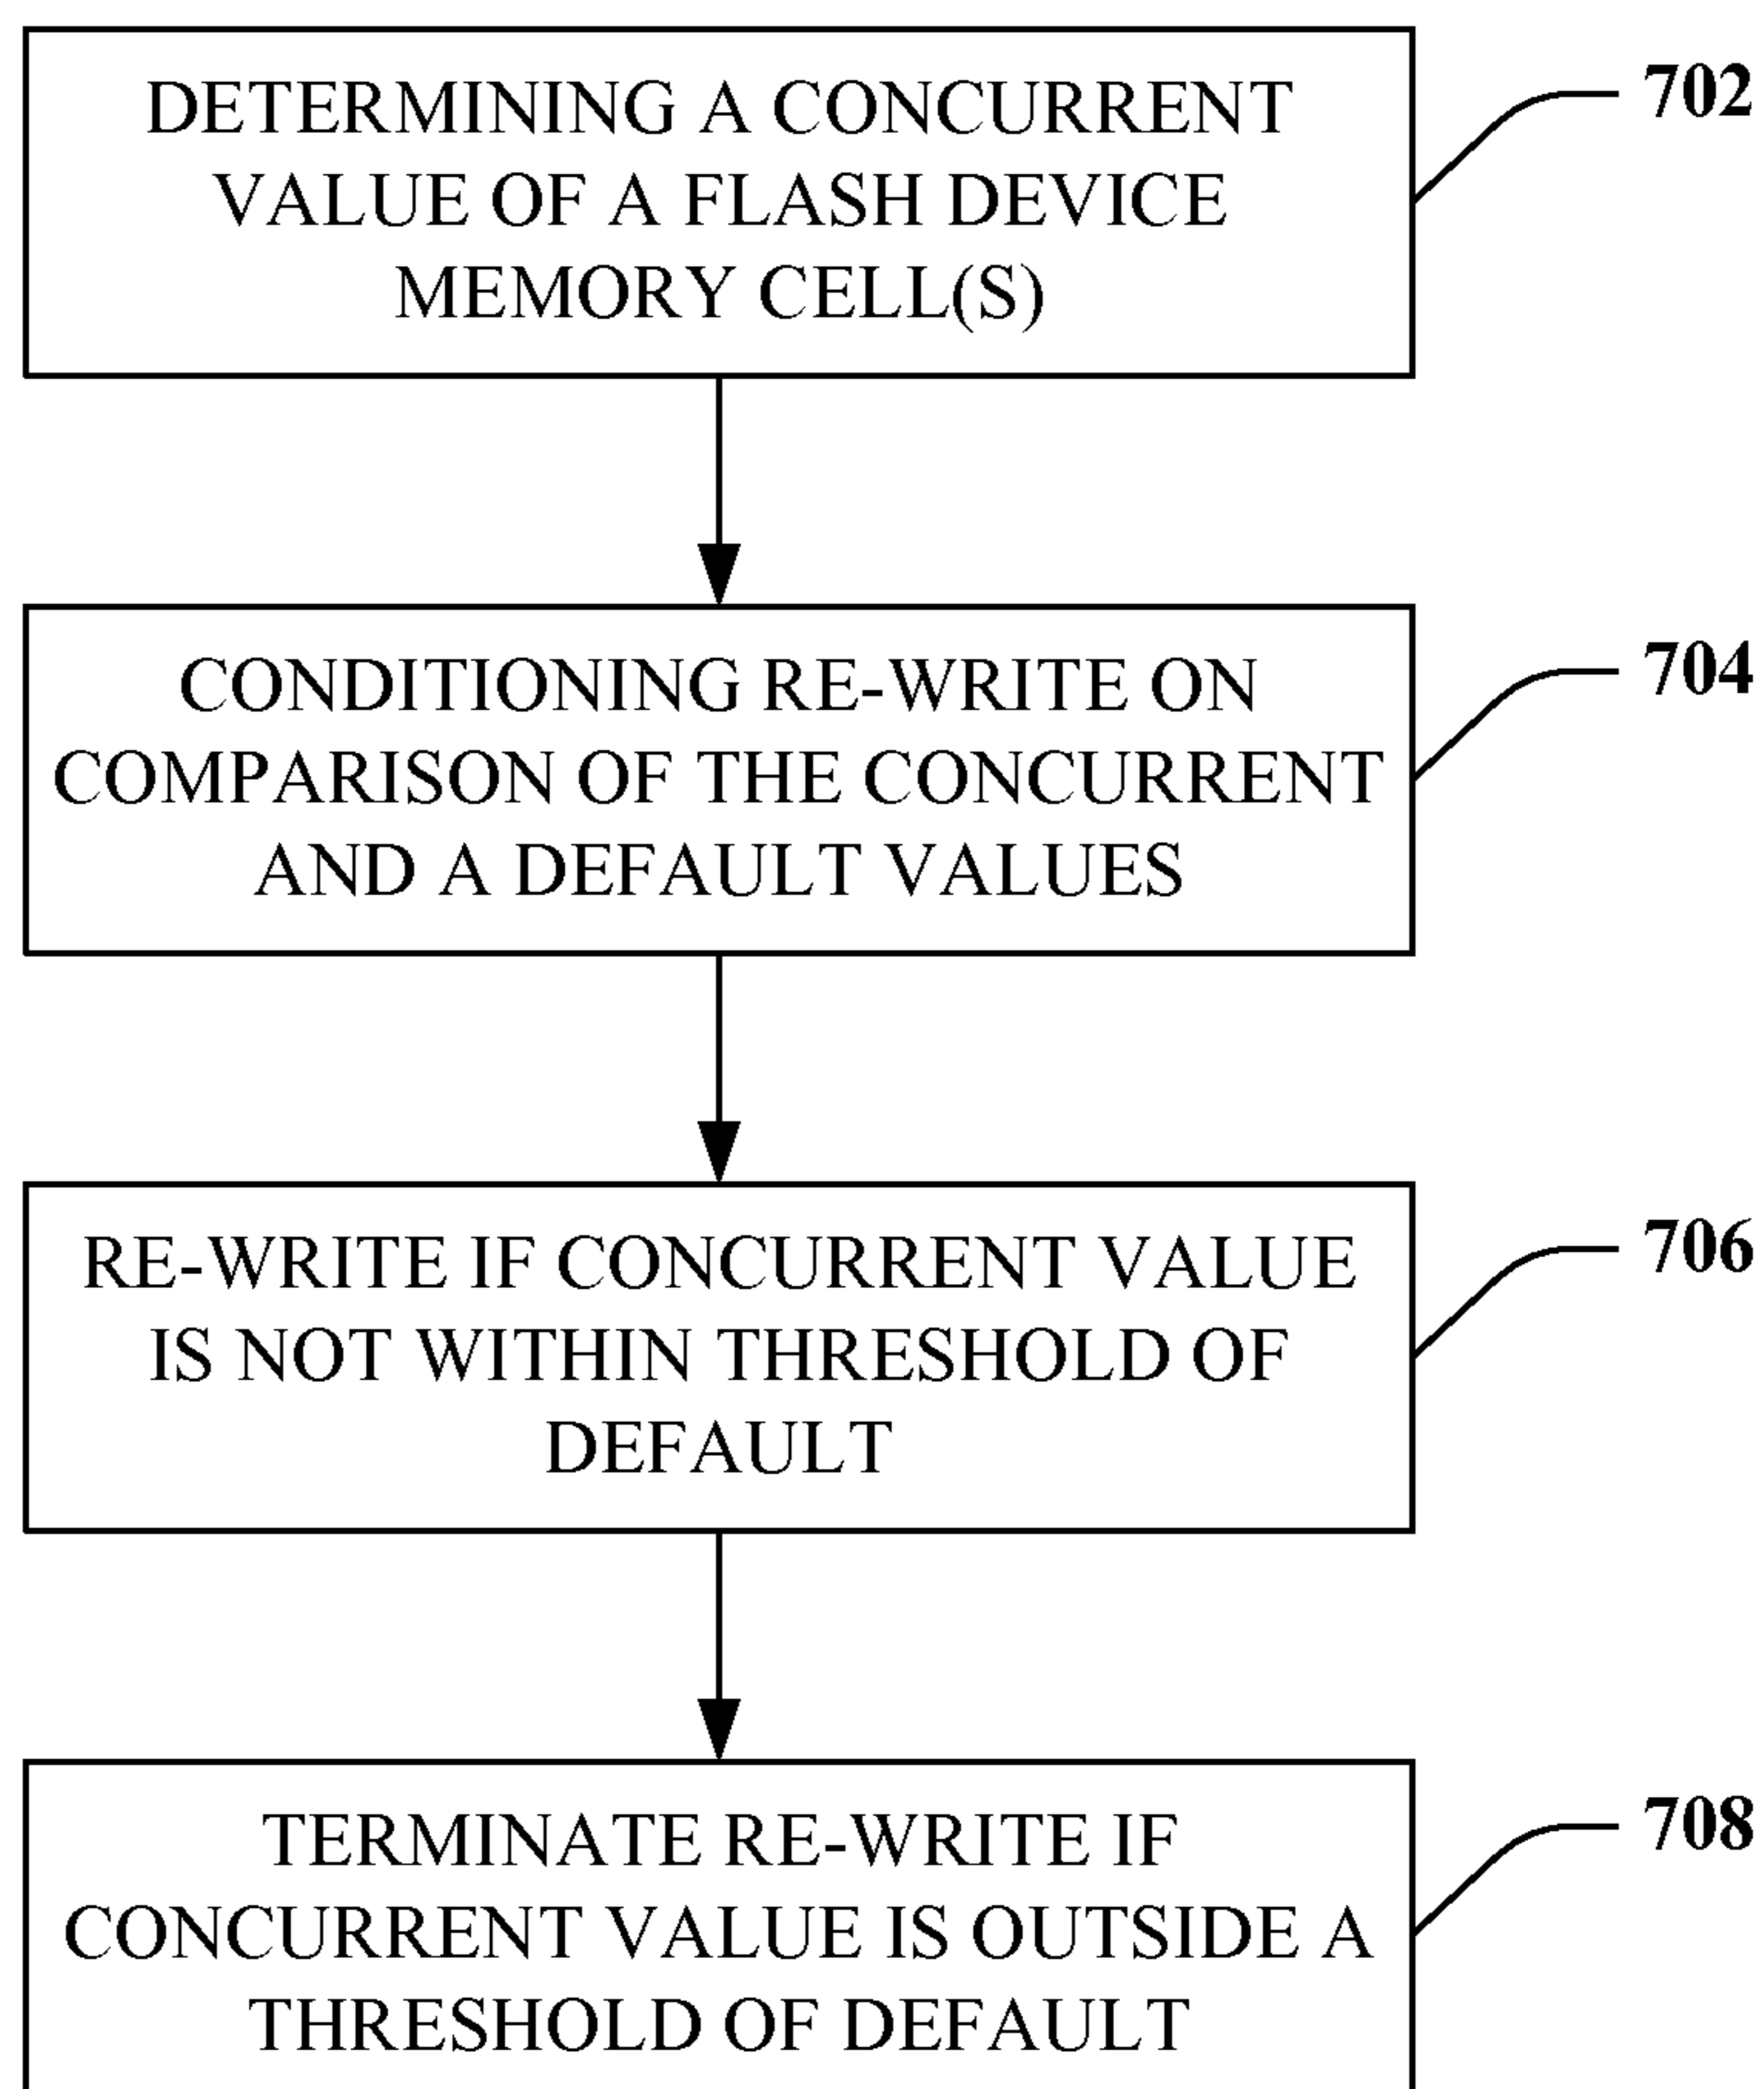 DETERMINING A CONCURRENT
VALUE OF A FLASH DEVICE
MEMORY CELL(S)
702
CONDITIONING RE-WRITE ON
COMPARISON OF THE CONCURRENT
AND A DEFAULT VALUES
704
RE-WRITE IF CONCURRENT VALUE
IS NOT WITHIN THRESHOLD OF
DEFAULT
706
TERMINATE RE-WRITE IF
CONCURRENT VALUE IS OUTSIDE A
THRESHOLD OF DEFAULT
708